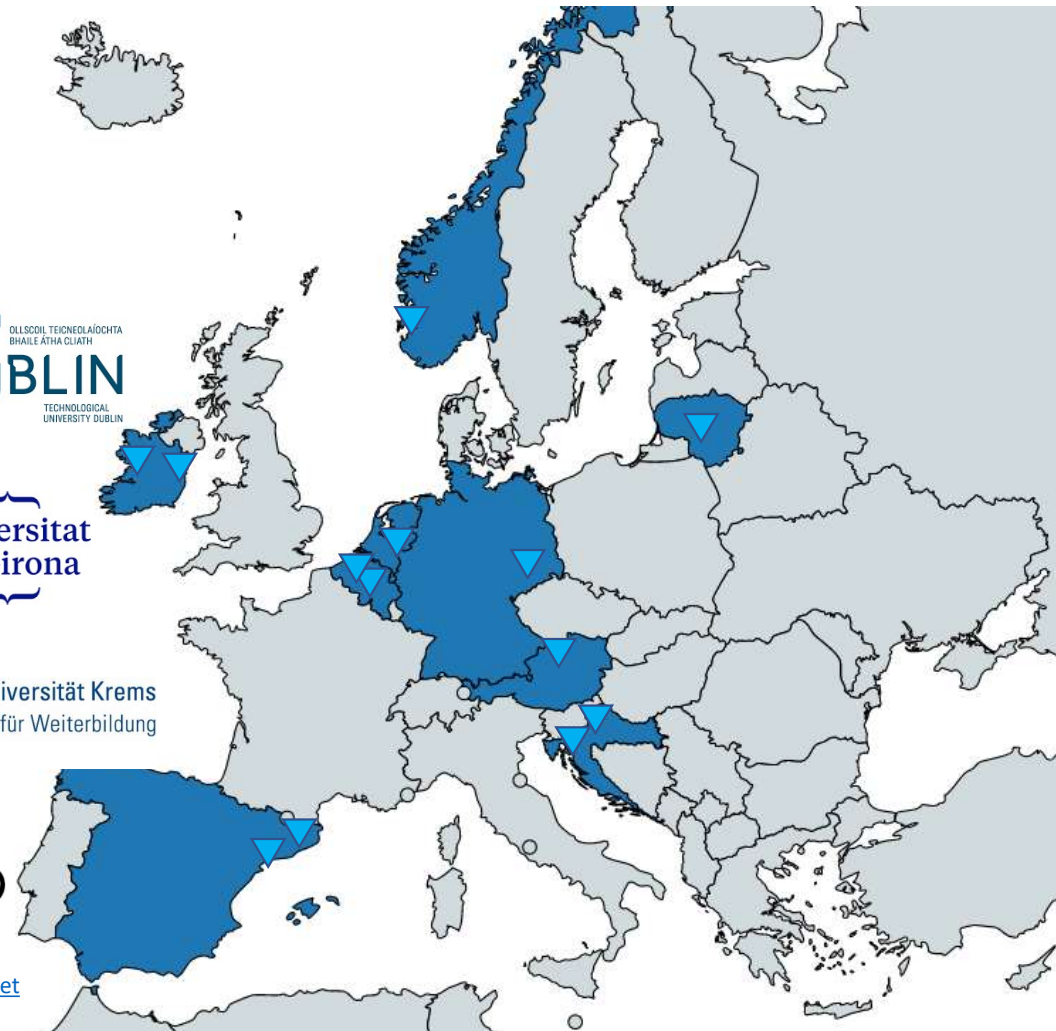 OLLSCOIL TEICNEOLAÍOCHTA
BHAILE ÁTHA CLIATH
BLIN
TECHNOLOGICAL
UNIVERSITY DUBLIN
ersitat
irona
iversität Krems
für Weiterbildung
et